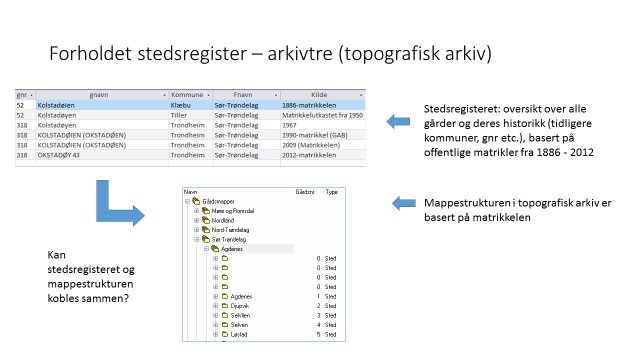 Forholdet stedsregister – arkivtre (topografisk arkiv)
gnr gnavn Kommune Fnavn Kilde
52 Kolstadøien Klæbu Sør-Trøndelag 1886-matrikkelen
52 Kolstadøyen Tiller Sør-Trøndelag Matrikkelutkastet fra 1950
318 Kolstadøyen Trondheim Sør-Trøndelag 1967
318 KOLSTADØIEN (OKSTADØEN) Trondheim Sør-Trøndelag 1990-matrikkel (GAB)
318 KOLSTADØIEN (OKSTADØEN) Trondheim Sør-Trøndelag 2009 (Matrikkelen)
318 OKSTADØY 43 Trondheim Sør-Trøndelag 2012-matrikkelen
Stedsregisteret: oversikt over alle
gårder og deres historikk (tidligere
kommuner, gnr etc.), basert på
offentlige matrikler fra 1886 - 2012
Navn Gårdsnr Type
Gårdsmapper
Møre og Romsdal
Nordland
Nord-Trøndelag
Sør-Trøndelag
Agdenes
0 Sted
0 Sted
0 Sted
0 Sted
Agdenes 1 Sted
Djupvik 2 Sted
Selvlien 3 Sted
Selven 4 Sted
Løstad 5 Sted
Mappestrukturen i topografisk arkiv er
basert på matrikkelen
Kan
stedsregisteret og
mappestrukturen
kobles sammen?